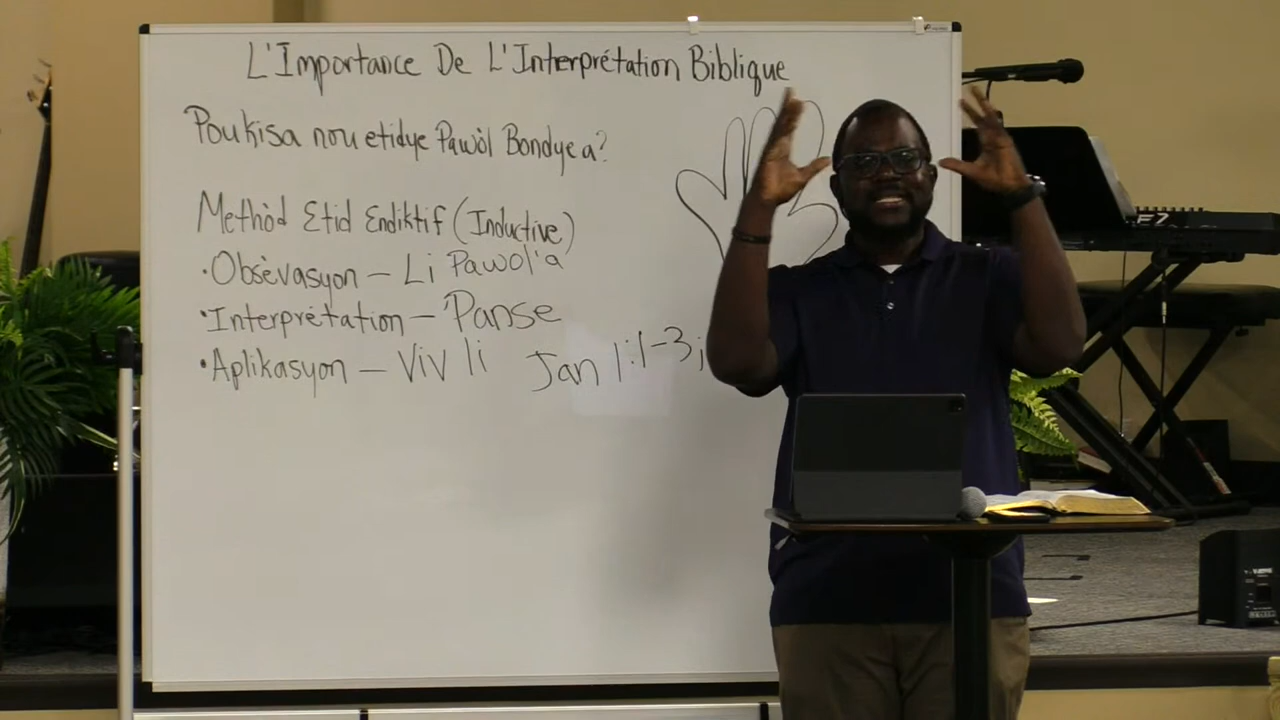 L'Importance De L'Interprétation Biblique
Poukisa nou etidye Pawòl Bondye a?
Methòd Etid Endiktif (Inductive)
•Obsèvasyon – Li Pawòl'a
•Interprétation – Panse
•Aplikasyon – Viv li
Jan 1:1-3;